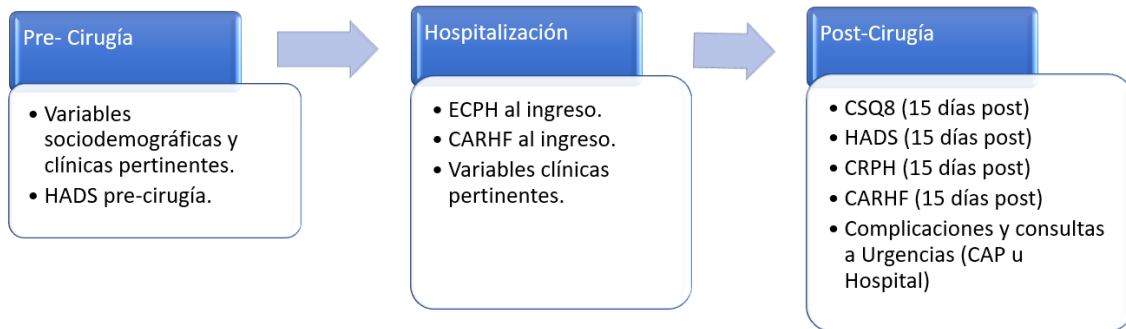 Pre- Cirugía
• Variables
sociodemográficas y
clínicas pertinentes.
• HADS pre-cirugía.
Hospitalización
• ECPH al ingreso.
• CARHF al ingreso.
• Variables clínicas
pertinentes.
Post-Cirugía
• CSQ8 (15 días post)
• HADS (15 días post)
• CRPH (15 días post)
• CARHF (15 días post)
• Complicaciones y consultas
a Urgencias (CAP u
Hospital)